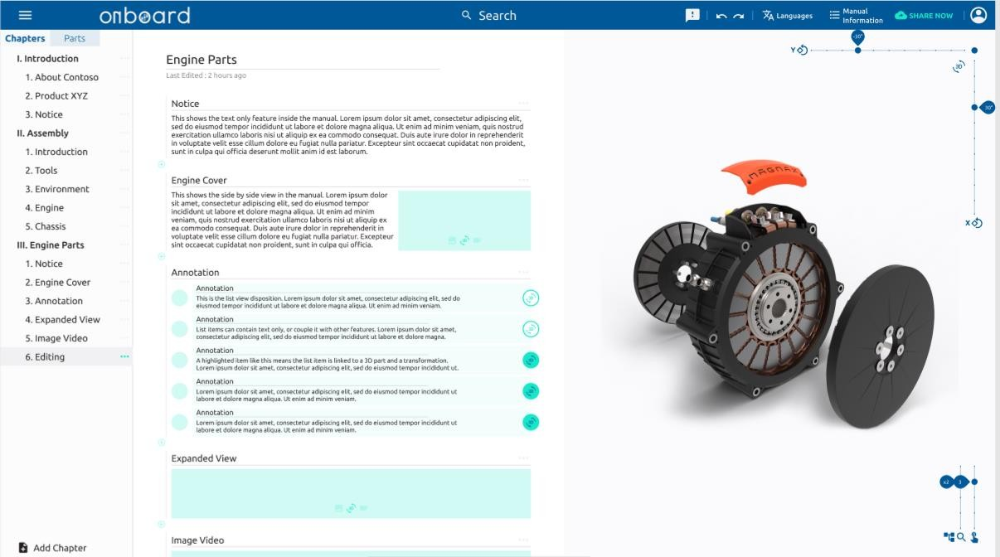 onboard
Search
Languages
Manual
Information
SHARE NOW
Chapters
Parts
I. Introduction
1. About Contoso
2. Product XYZ
3. Notice
II. Assembly
1. Introduction
2. Tools
3. Environment
4. Engine
5. Chassis
III. Engine Parts
1. Notice
2. Engine Cover
3. Annotation
4. Expanded View
5. Image Video
6. Editing
Add Chapter
Engine Parts
Last Edited : 2 hours ago
Notice
This shows the text only feature inside the manual. Lorem ipsum dolor sit amet, consectetur adipiscing elit,
sed do eiusmod tempor incididunt ut labore et dolore magna aliqua. Ut enim ad minim veniam, quis nostrud
exercitation ullamco laboris nisi ut aliquip ex ea commodo consequat. Duis aute irure dolor in reprehenderit
in voluptate velit esse cillum dolore eu fugiat nulla pariatur. Excepteur sint occaecat cupidatat non proident,
sunt in culpa qui officia deserunt mollit anim id est laborum.
Engine Cover
This shows the side by side view in the manual. Lorem ipsum dolor
sit amet, consectetur adipiscing elit, sed do eiusmod tempor
incididunt ut labore et dolore magna aliqua. Ut enim ad minim
veniam, quis nostrud exercitation ullamco laboris nisi ut aliquip ex
ea commodo consequat. Duis aute irure dolor in reprehenderit in
voluptate velit esse cillum dolore eu fugiat nulla pariatur. Excepteur
sint occaecat cupidatat non proident, sunt in culpa qui officia.
Annotation
Annotation
This is the list view disposition. Lorem ipsum dolor sit amet, consectetur adipiscing elit, sed do
eiusmod tempor incididunt ut labore et dolore magna aliqua. Ut enim ad minim veniam.
Annotation
List items can contain text only, or couple it with other features. Lorem ipsum dolor sit amet,
consectetur adipiscing elit, sed do eiusmod tempor incididunt ut labore et dolore magna.
Annotation
A highlighted item like this means the list item is linked to a 3D part and a transformation.
Lorem ipsum dolor sit amet, consectetur adipiscing elit, sed do eiusmod tempor incididunt ut.
Annotation
Lorem ipsum dolor sit amet, consectetur adipiscing elit, sed do eiusmod tempor incididunt ut
labore et dolore magna aliqua. Ut enim ad minim veniam.
Annotation
Lorem ipsum dolor sit amet, consectetur adipiscing elit, sed do eiusmod tempor incididunt ut
labore et dolore magna aliqua. Ut enim ad minim veniam.
Expanded View
Image Video
-30°
Y
3D
30°
X
MAGNAX
x2
3